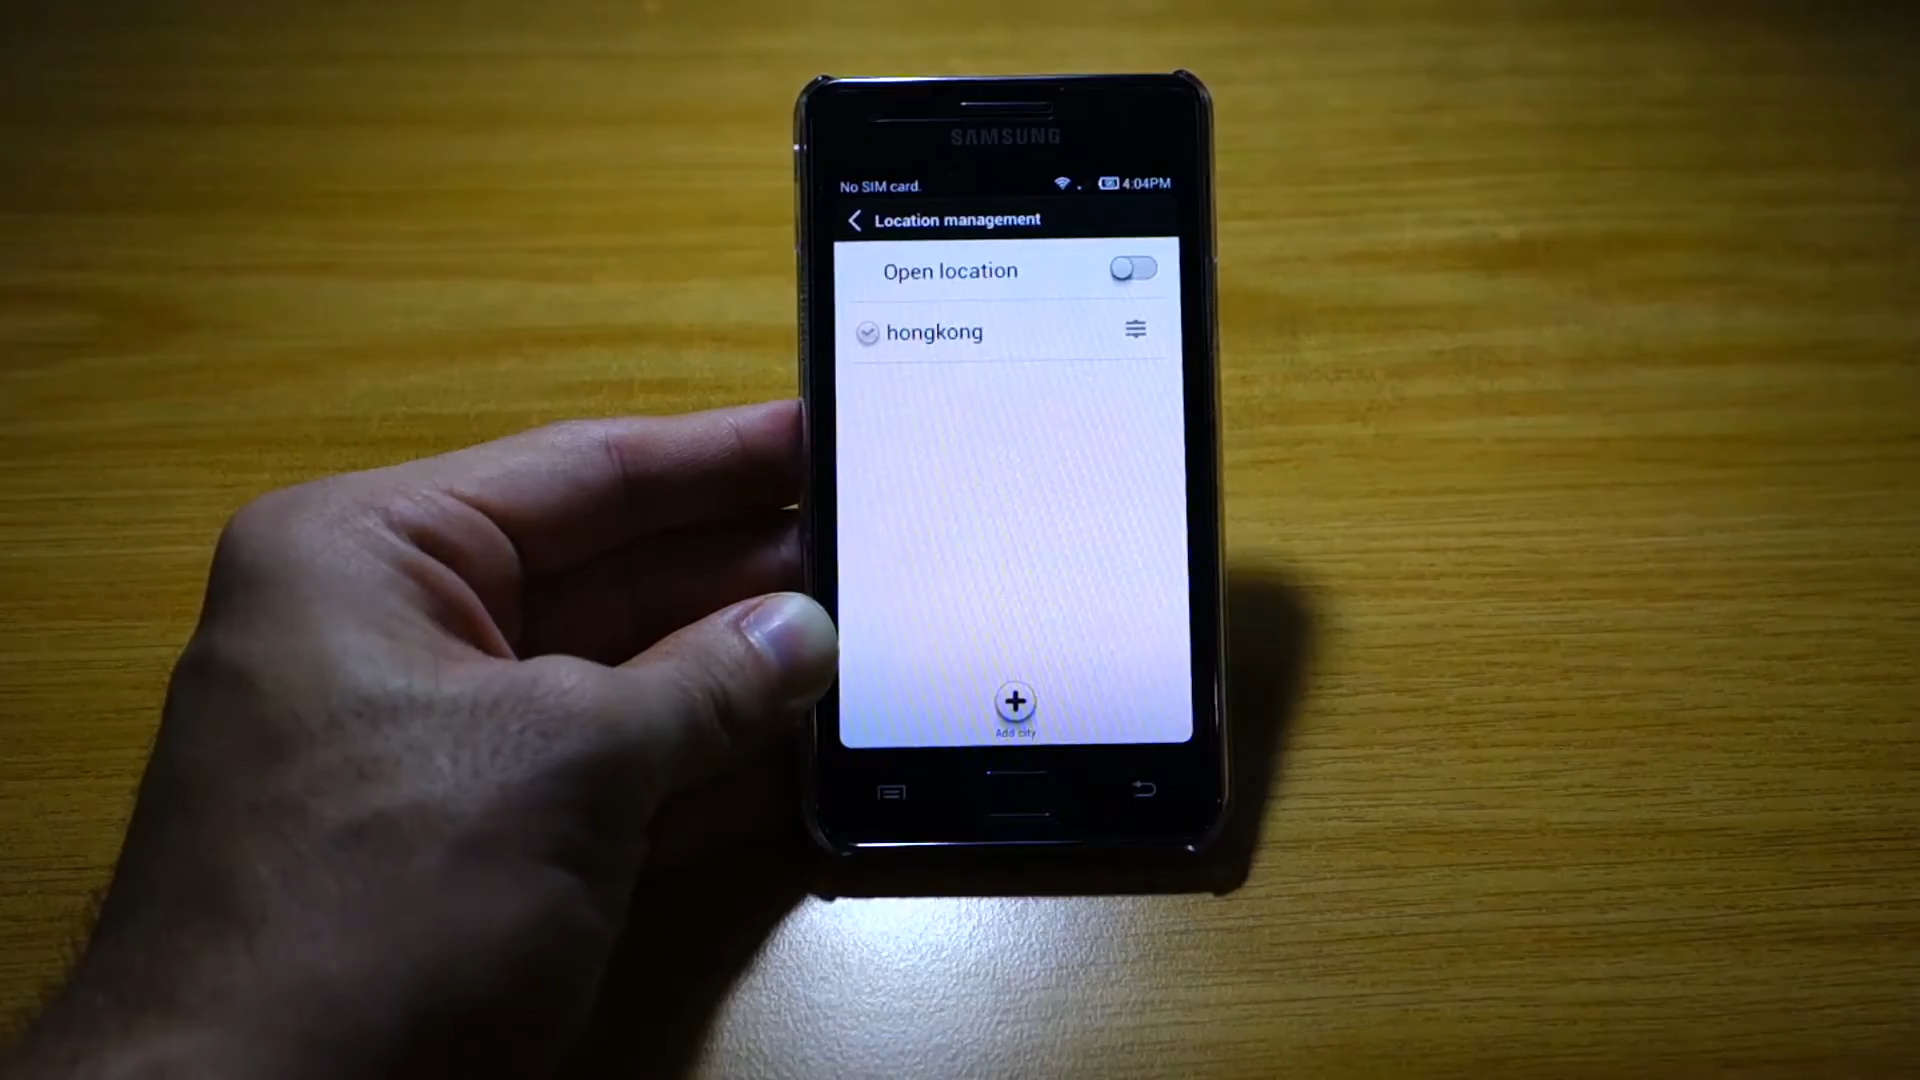 SAMSUNG
No SIM card. 4:04PM
Location management
Open location
hongkong
Add city